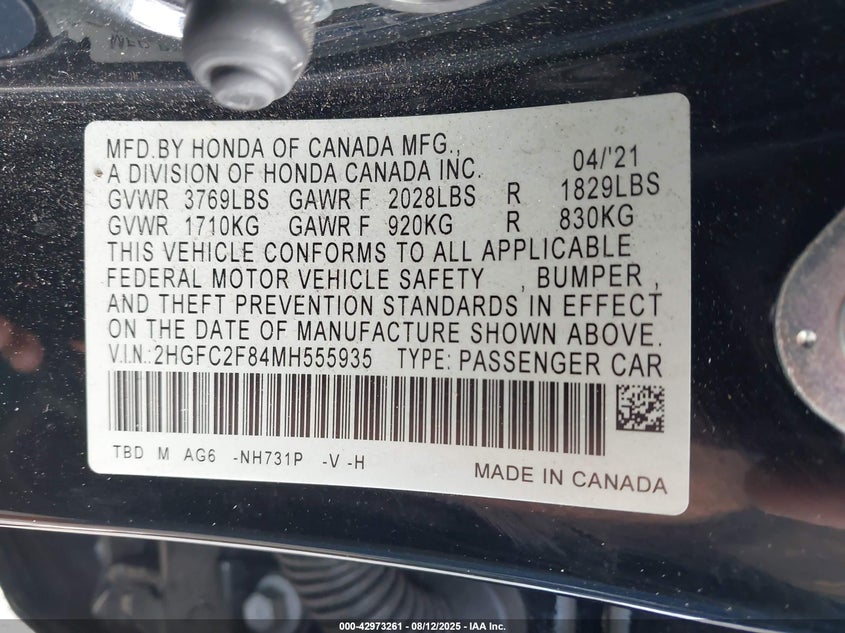 MFD.BY HONDA OF CANADA MFG.,
A DIVISION OF HONDA CANADA INC. 04/'21
GVWR 3769LBS GAWR F 2028LBS R 1829LBS
GVWR 1710KG GAWR F 920KG R 830KG
THIS VEHICLE CONFORMS TO ALL APPLICABLE
FEDERAL MOTOR VEHICLE SAFETY , BUMPER ,
AND THEFT PREVENTION STANDARDS IN EFFECT
ON THE DATE OF MANUFACTURE SHOWN ABOVE.
V.I.N.:2HGFC2F84MH555935 TYPE: PASSENGER CAR
TBD M AG6 -NH731P -V -H
MADE IN CANADA
000-42973261 - 08/12/2025 - IAA Inc.